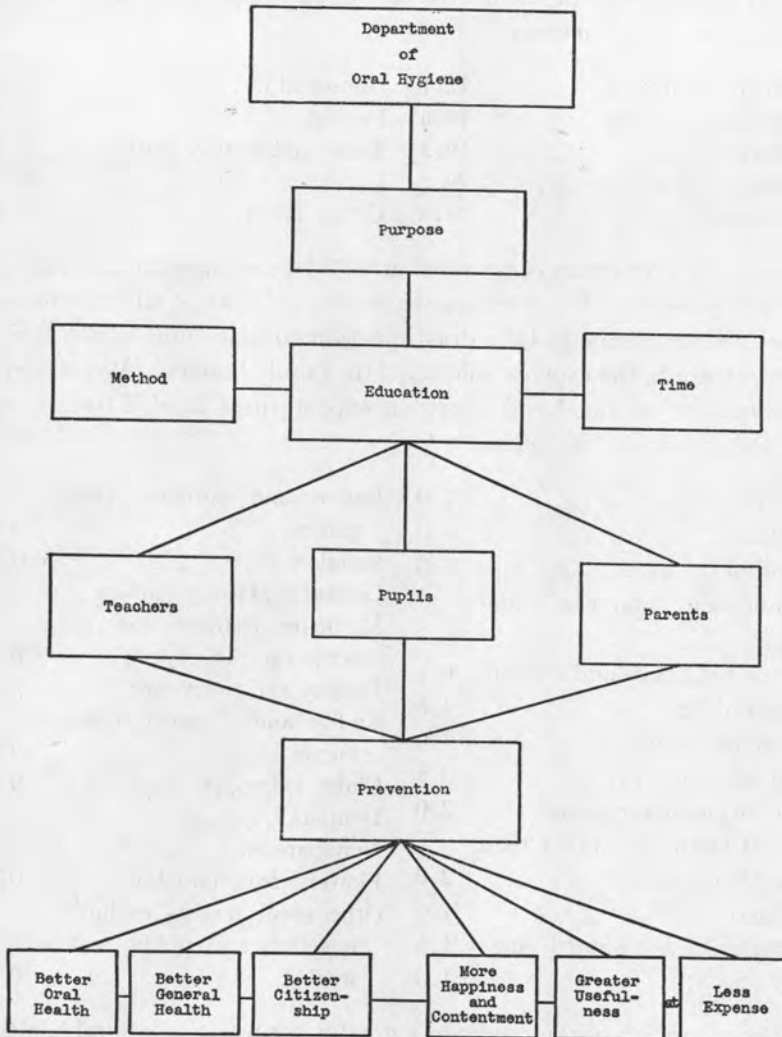 Department
of
Oral Hygiene
Purpose
Method
Education
Time
Teachers
Pupils
Parents
Prevention
Better
Oral
Health
Better
General
Health
Better
Citizen-
ship
More
Happiness
and
Contentment
Greater
Useful-
ness
Less
Expense